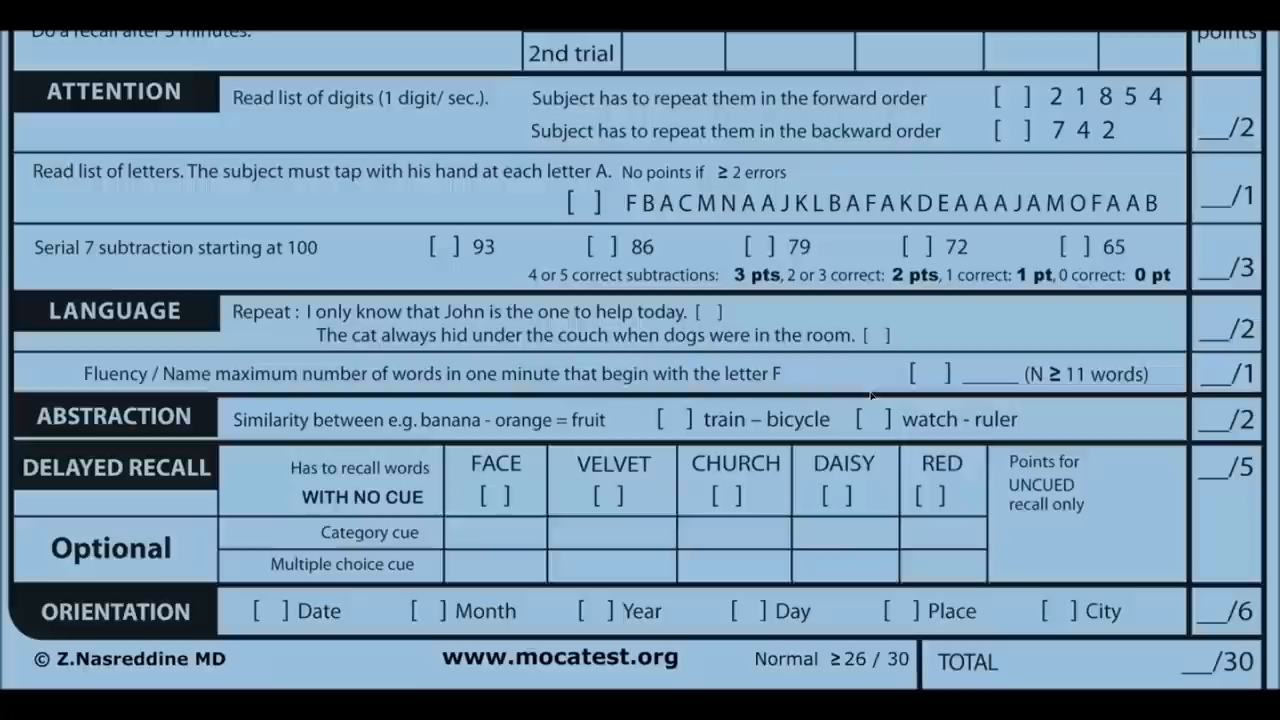 Do a recall after 5 minutes.
points
2nd trial
ATTENTION
Read list of digits (1 digit/ sec.).
Subject has to repeat them in the forward order [ ] 2 1 8 5 4
Subject has to repeat them in the backward order [ ] 7 4 2
__/2
Read list of letters. The subject must tap with his hand at each letter A. No points if ≥ 2 errors
[ ] F B A C M N A A J K L B A F A K D E A A A J A M O F A A B
__/1
Serial 7 subtraction starting at 100 [ ] 93 [ ] 86 [ ] 79 [ ] 72 [ ] 65
4 or 5 correct subtractions: 3 pts, 2 or 3 correct: 2 pts, 1 correct: 1 pt, 0 correct: 0 pt
__/3
LANGUAGE
Repeat : I only know that John is the one to help today. [ ]
The cat always hid under the couch when dogs were in the room. [ ]
__/2
Fluency / Name maximum number of words in one minute that begin with the letter F [ ] _____ (N ≥ 11 words)
__/1
ABSTRACTION
Similarity between e.g. banana - orange = fruit [ ] train – bicycle [ ] watch - ruler
__/2
DELAYED RECALL
Has to recall words
WITH NO CUE
FACE
[ ]
VELVET
[ ]
CHURCH
[ ]
DAISY
[ ]
RED
[ ]
Points for
UNCUED
recall only
__/5
Optional
Category cue
Multiple choice cue
ORIENTATION
[ ] Date [ ] Month [ ] Year [ ] Day [ ] Place [ ] City
__/6
© Z.Nasreddine MD
www.mocatest.org
Normal ≥ 26 / 30
TOTAL __/30